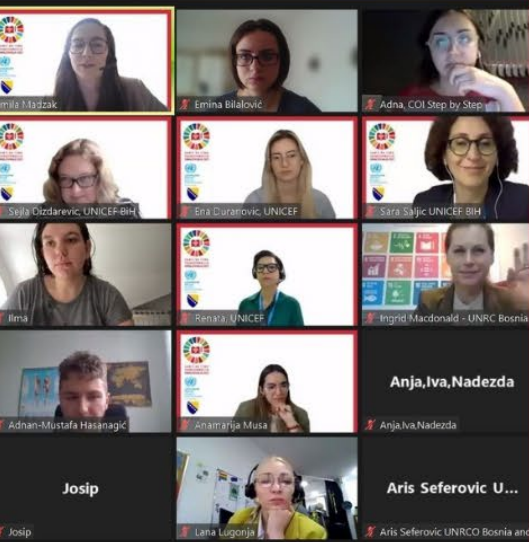 mila Madzak
Emina Bilalović
Adna, COI Step by Step
Sejla Dizdarevic, UNICEF BiH
Ena Duranovic, UNICEF
Sara Saljic UNICEF BIH
Ilma
Renata, UNICEF
Ingrid Macdonald - UNRC Bosnia
Adnan-Mustafa Hasanagić
Anamarija Musa
Anja,Iva,Nadezda
Anja,Iva,Nadezda
Josip
Josip
Lana Lugonja
Aris Seferovic U...
Aris Seferovic UNRCO Bosnia and